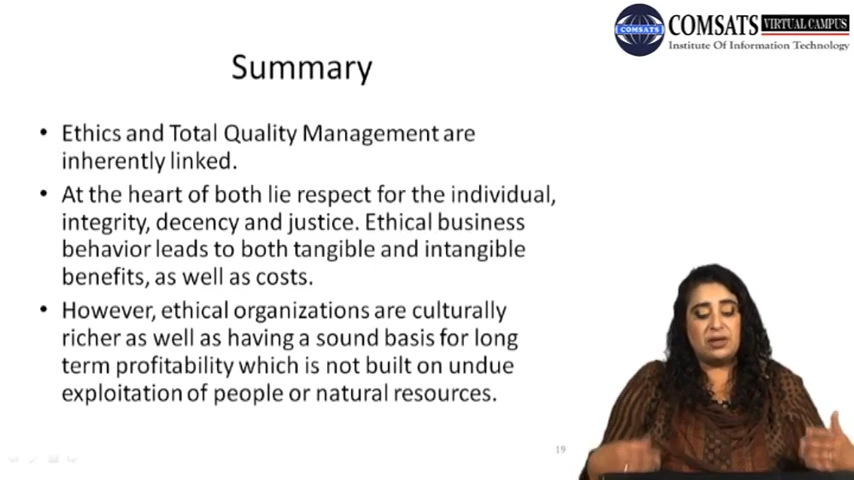 COMSATS VIRTUAL CAMPUS
Institute Of Information Technology
COMSATS
Summary
• Ethics and Total Quality Management are
inherently linked.
• At the heart of both lie respect for the individual,
integrity, decency and justice. Ethical business
behavior leads to both tangible and intangible
benefits, as well as costs.
• However, ethical organizations are culturally
richer as well as having a sound basis for long
term profitability which is not built on undue
exploitation of people or natural resources.
19